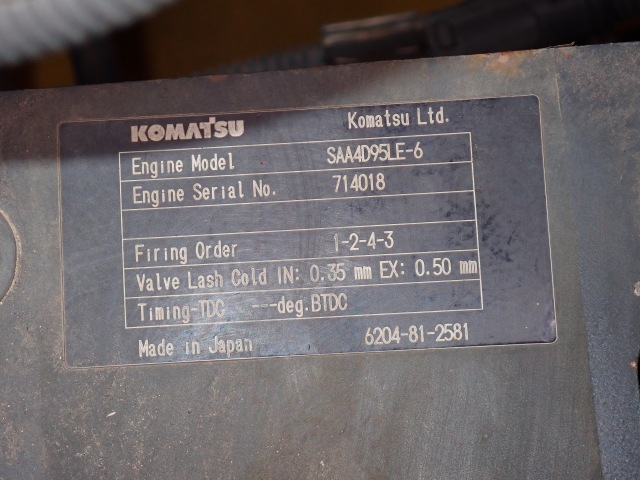 KOMATSU Komatsu Ltd.
Engine Model SAA4D95LE-6
Engine Serial No. 714018
Firing Order 1-2-4-3
Valve Lash Cold IN: 0.35 mm EX: 0.50 mm
Timing-TDC ---deg.BTDC
Made in Japan 6204-81-2581